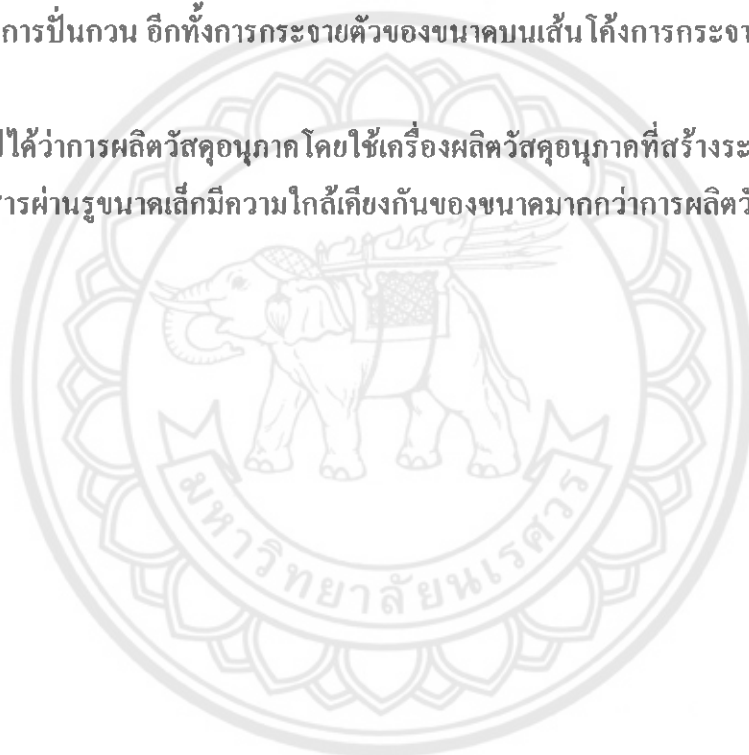 การปั่นกวน อีกทั้งการกระจายตัวของขนาดบนเส้นโค้งการกระจา
ได้ว่าการผลิตวัสดุอนุภาคโดยใช้เครื่องผลิตวัสดุอนุภาคที่สร้างระ
สารผ่านรูขนาดเล็กมีความใกล้เคียงกันของขนาดมากกว่าการผลิตวั
มหาวิทยาลัยนเรศวร